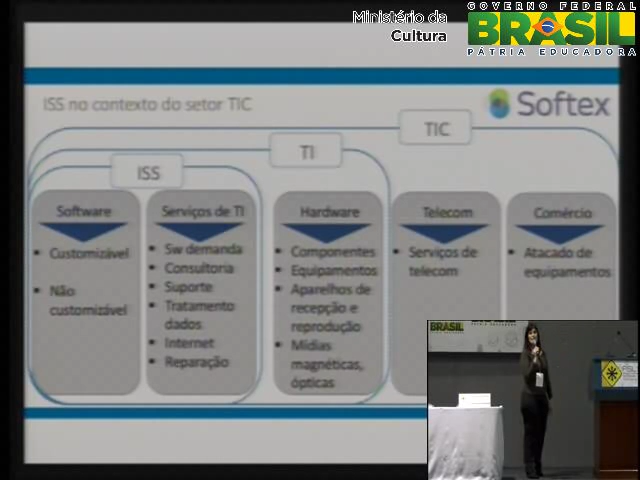 Ministério da
Cultura
GOVERNO FEDERAL
BRASIL
PÁTRIA EDUCADORA
ISS no contexto do setor TIC
Softex
TIC
TI
ISS
Software
▪ Customizável
▪ Não
customizável
Serviços de TI
▪ Sw demanda
▪ Consultoria
▪ Suporte
▪ Tratamento
dados
▪ Internet
▪ Reparação
Hardware
▪ Componentes
▪ Equipamentos
▪ Aparelhos de
recepção e
reprodução
▪ Mídias
magnéticas,
ópticas
Telecom
▪ Serviços de
telecom
Comércio
▪ Atacado de
equipamentos
BRASIL